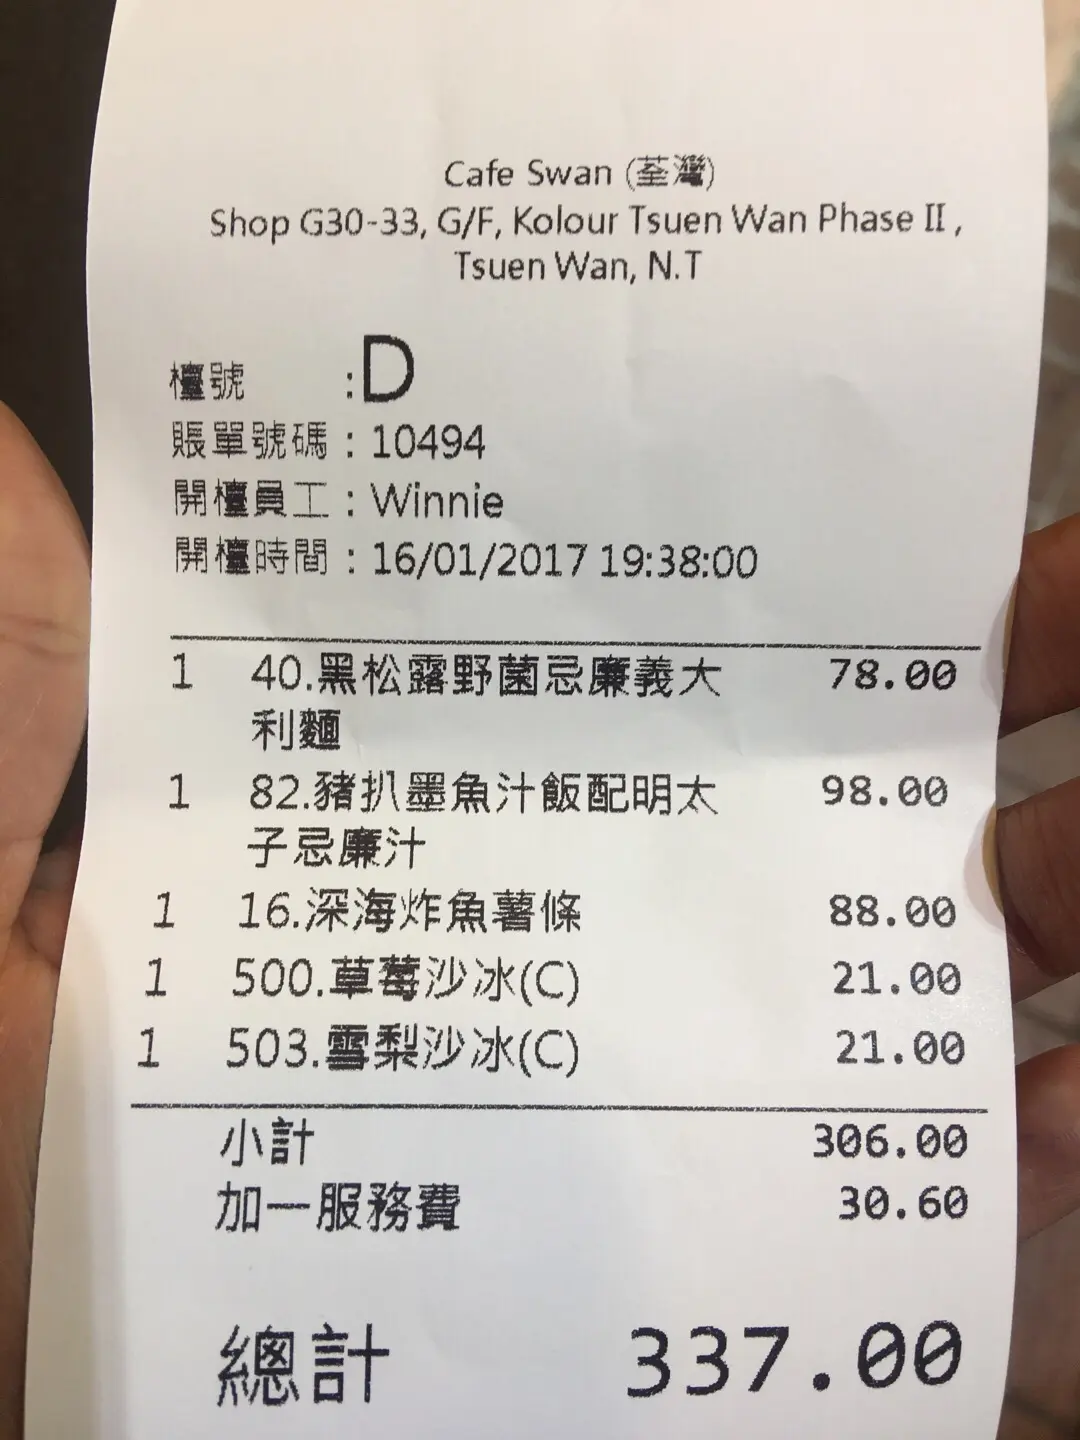 Cafe Swan (荃灣)
Shop G30-33, G/F, Kolour Tsuen Wan Phase II ,
Tsuen Wan, N.T
檯號 :D
賬單號碼 : 10494
開檯員工 : Winnie
開檯時間 : 16/01/2017 19:38:00
1 40.黑松露野菌忌廉義大 78.00
利麵
1 82.豬扒墨魚汁飯配明太 98.00
子忌廉汁
1 16.深海炸魚薯條 88.00
1 500.草莓沙冰(C) 21.00
1 503.雪梨沙冰(C) 21.00
小計 306.00
加一服務費 30.60
總計 337.00